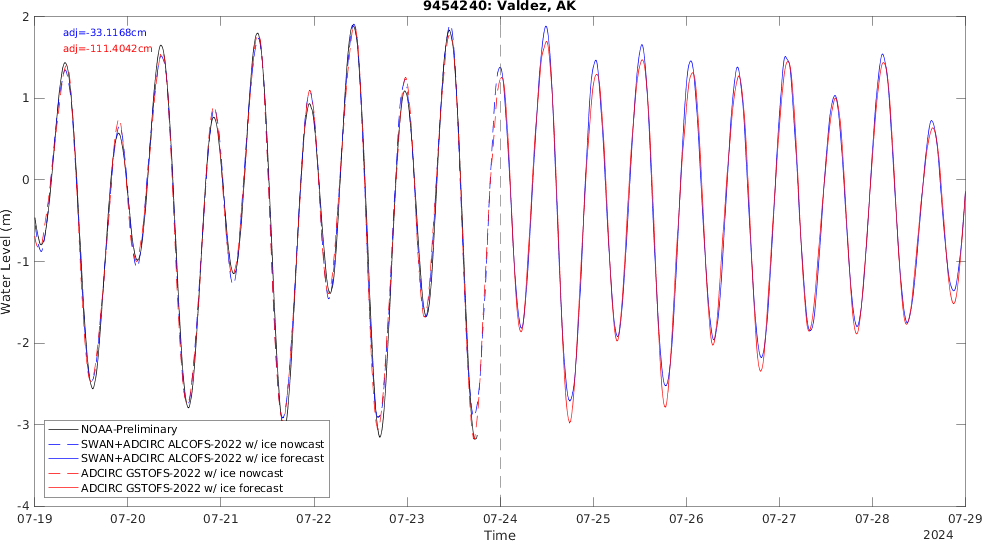 9454240: Valdez, AK
adj=-33.1168cm
adj=-111.4042cm
2
1
0
-1
-2
-3
-4
Water Level (m)
NOAA-Preliminary
SWAN+ADCIRC ALCOFS-2022 w/ ice nowcast
SWAN+ADCIRC ALCOFS-2022 w/ ice forecast
ADCIRC GSTOFS-2022 w/ ice nowcast
ADCIRC GSTOFS-2022 w/ ice forecast
07-19 07-20 07-21 07-22 07-23 07-24 07-25 07-26 07-27 07-28 07-29
Time
2024